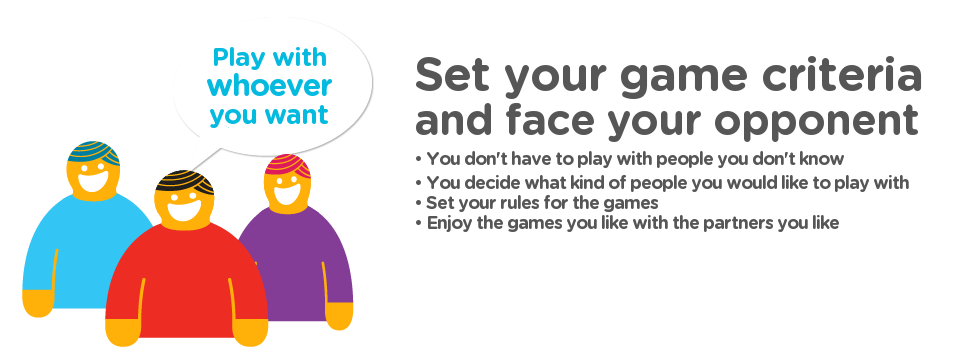 Play with
whoever
you want
Set your game criteria
and face your opponent
• You don't have to play with people you don't know
• You decide what kind of people you would like to play with
• Set your rules for the games
• Enjoy the games you like with the partners you like